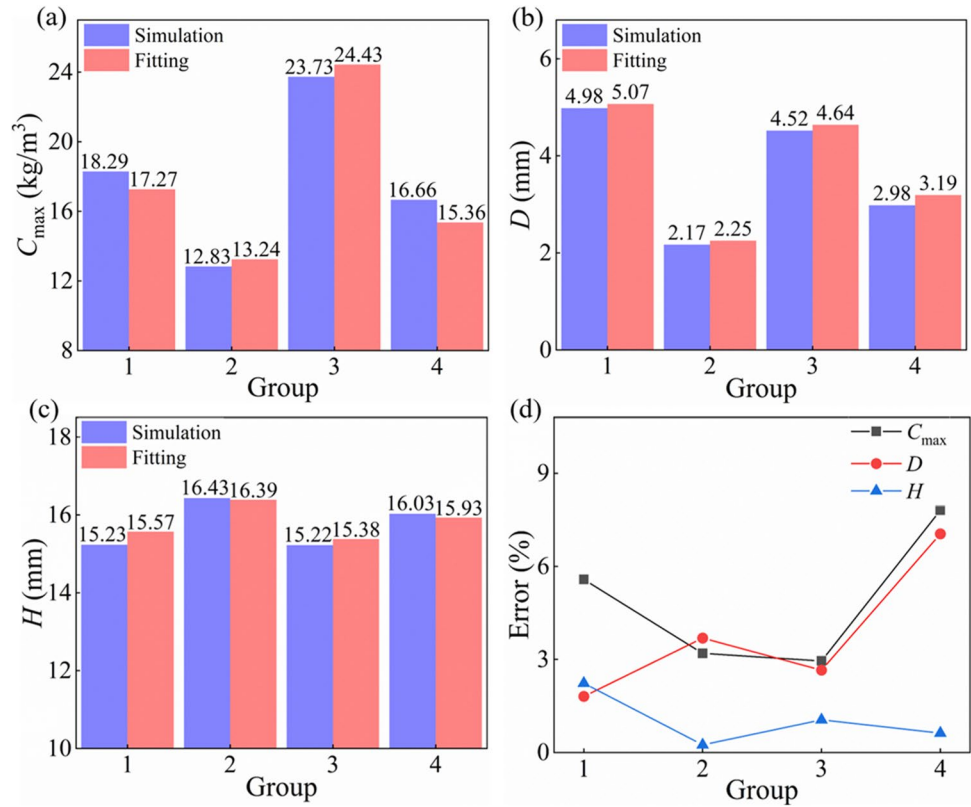 (a)
Simulation
Fitting
C_max (kg/m³)
24
20
16
12
8
18.29
17.27
12.83
13.24
23.73
24.43
16.66
15.36
1 2 3 4
Group
(b)
Simulation
Fitting
D (mm)
6
4
2
0
4.98
5.07
2.17
2.25
4.52
4.64
2.98
3.19
1 2 3 4
Group
(c)
Simulation
Fitting
H (mm)
18
16
14
12
10
15.23
15.57
16.43
16.39
15.22
15.38
16.03
15.93
1 2 3 4
Group
(d)
C_max
D
H
Error (%)
9
6
3
0
1 2 3 4
Group